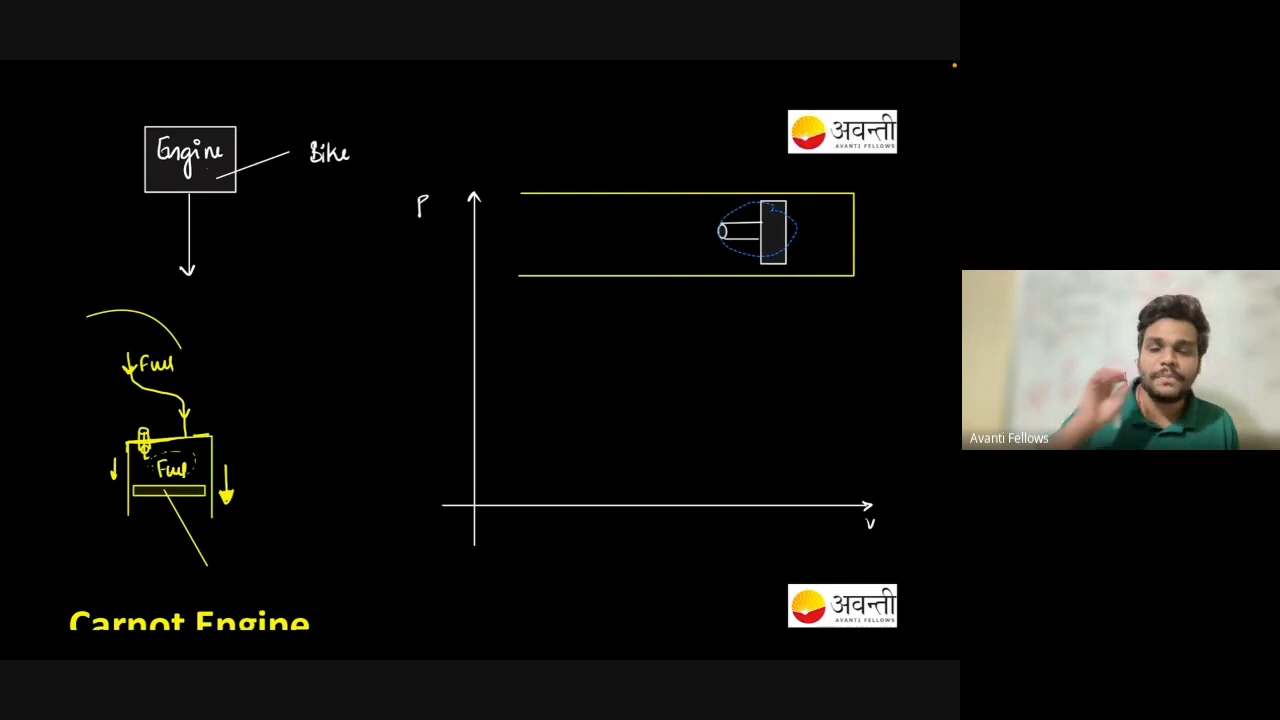 अवन्ती
AVANTI FELLOWS
Engine
Bike
P
Fuel
Fuel
Avanti Fellows
v
अवन्ती
AVANTI FELLOWS
Carnot Engine